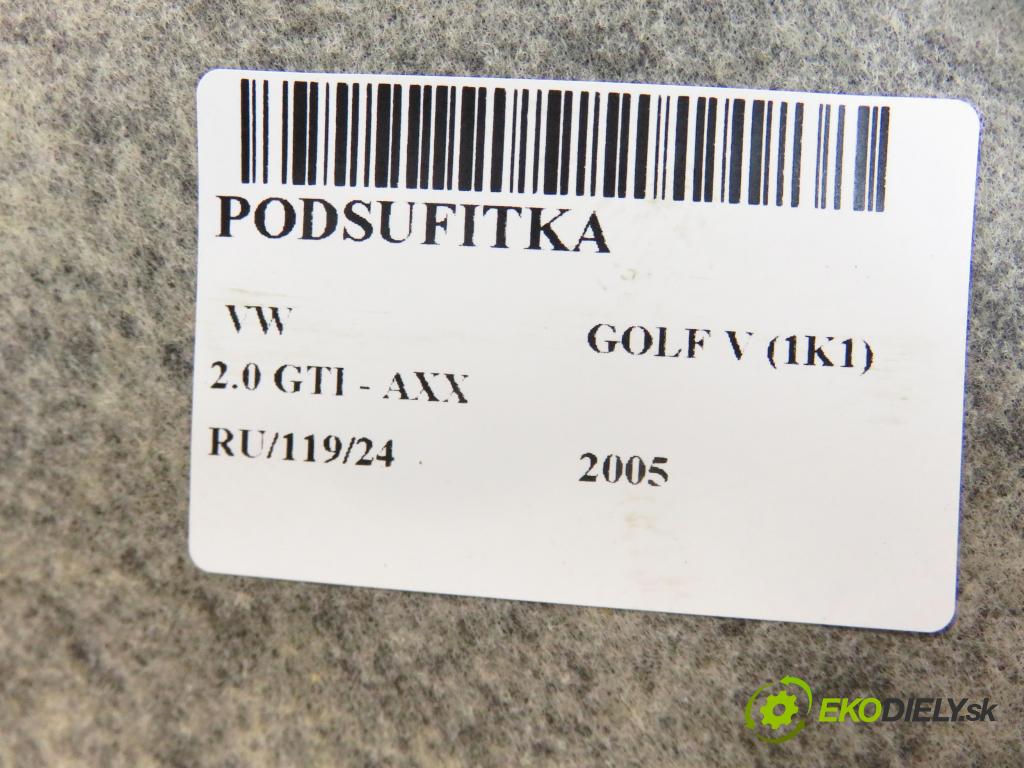 PODSUFITKA
VW GOLF V (1K1)
2.0 GTI - AXX
RU/119/24 2005
EKODIELY.sk